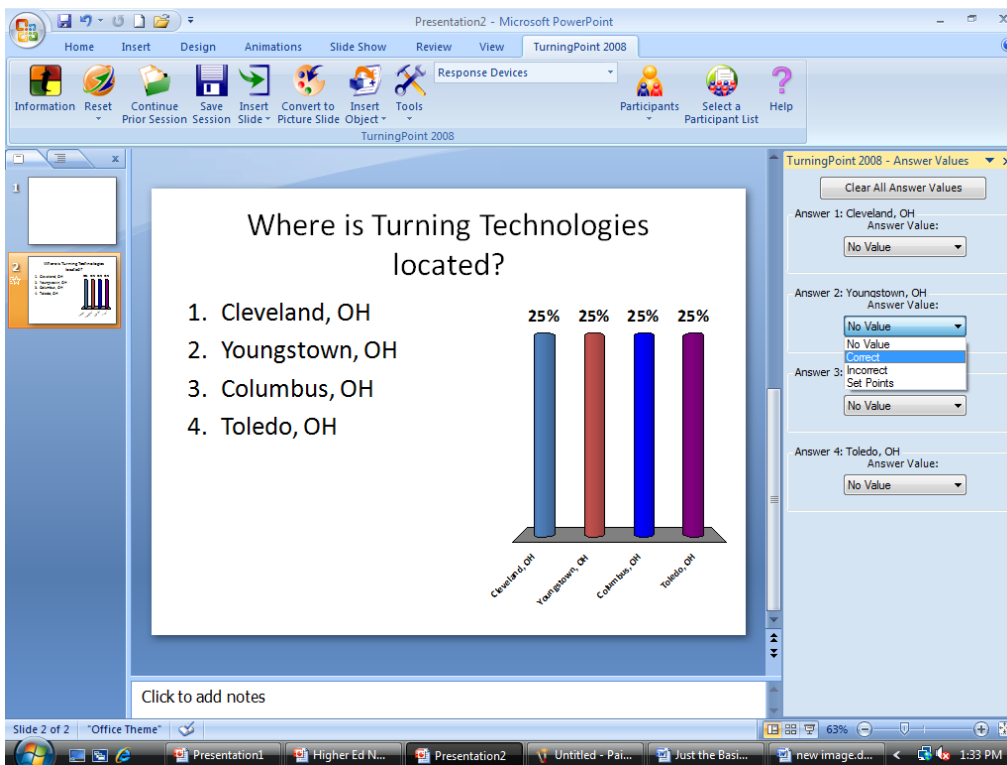 Presentation2 - Microsoft PowerPoint
Home Insert Design Animations Slide Show Review View TurningPoint 2008
Information Reset Continue Prior Session Save Session Insert Slide Convert to Picture Slide Insert Object Tools Response Devices Participants Select a Participant List Help
TurningPoint 2008
1
2
TurningPoint 2008 - Answer Values
Clear All Answer Values
Answer 1: Cleveland, OH
Answer Value:
No Value
Answer 2: Youngstown, OH
Answer Value:
No Value
No Value
Correct
Incorrect
Set Points
Answer 3:
No Value
Answer 4: Toledo, OH
Answer Value:
No Value
Where is Turning Technologies
located?
1. Cleveland, OH
2. Youngstown, OH
3. Columbus, OH
4. Toledo, OH
25% 25% 25% 25%
Cleveland, OH
Youngstown, OH
Columbus, OH
Toledo, OH
Click to add notes
Slide 2 of 2 "Office Theme" 63%
Presentation1 Higher Ed N... Presentation2 Untitled - Pai... Just the Basi... new image.d... 1:33 PM